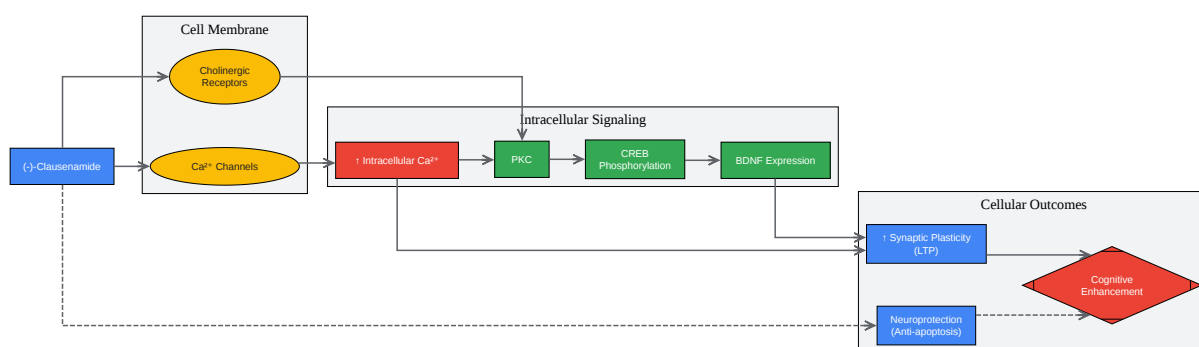 Cell Membrane
Cholinergic
Receptors
Intracellular Signaling
(-)-Clausenamide
Ca²⁺ Channels
↑ Intracellular Ca²⁺
PKC
CREB
Phosphorylation
BDNF Expression
Cellular Outcomes
↑ Synaptic Plasticity
(LTP)
Cognitive
Enhancement
Neuroprotection
(Anti-apoptosis)